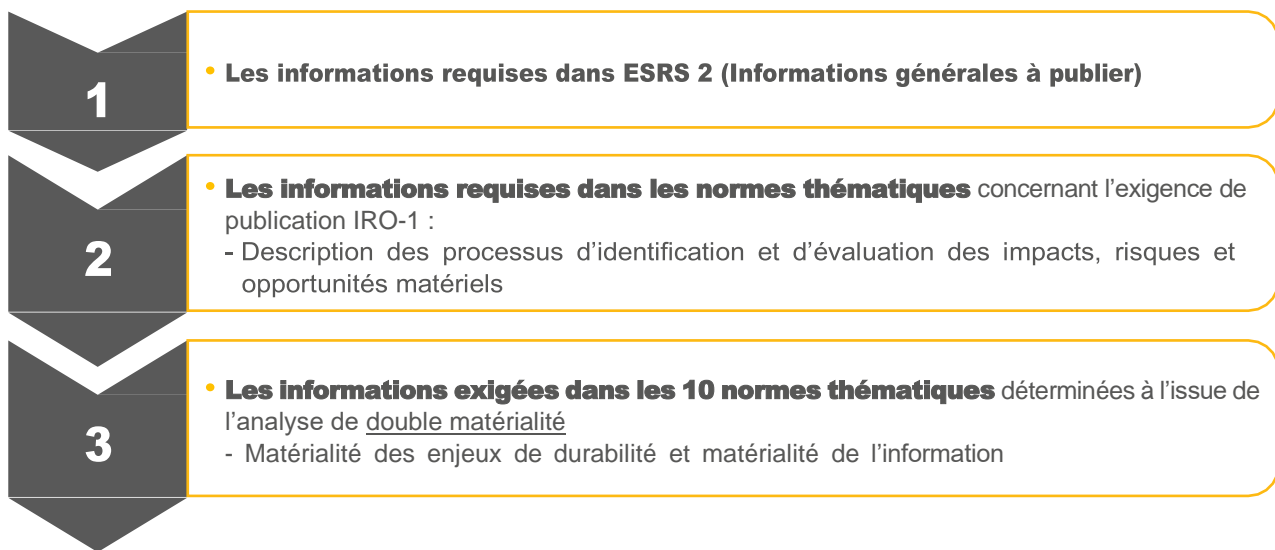 1
• Les informations requises dans ESRS 2 (Informations générales à publier)
2
• Les informations requises dans les normes thématiques concernant l’exigence de
publication IRO-1 :
- Description des processus d’identification et d’évaluation des impacts, risques et
opportunités matériels
3
• Les informations exigées dans les 10 normes thématiques déterminées à l’issue de
l’analyse de double matérialité
- Matérialité des enjeux de durabilité et matérialité de l’information